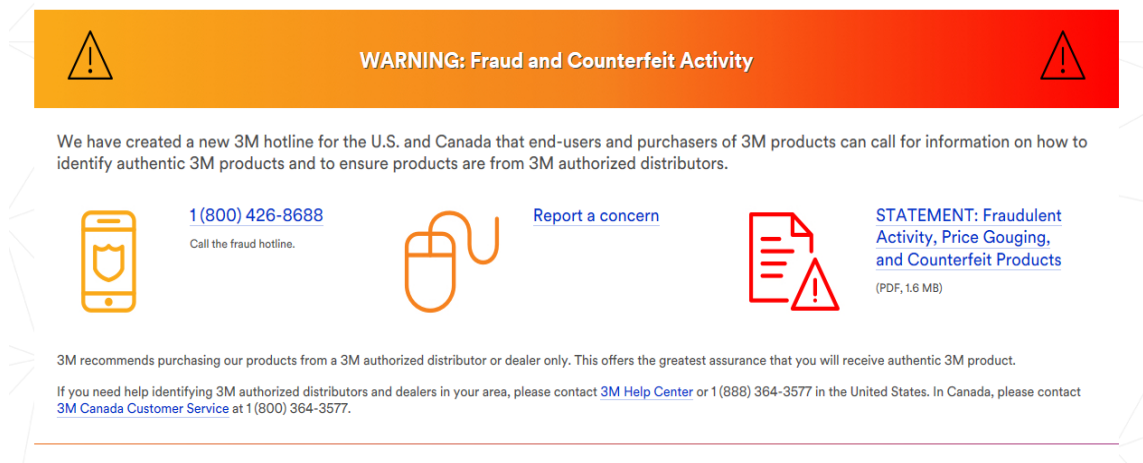 WARNING: Fraud and Counterfeit Activity
We have created a new 3M hotline for the U.S. and Canada that end-users and purchasers of 3M products can call for information on how to
identify authentic 3M products and to ensure products are from 3M authorized distributors.
1 (800) 426-8688
Call the fraud hotline.
Report a concern
STATEMENT: Fraudulent
Activity, Price Gouging,
and Counterfeit Products
(PDF, 1.6 MB)
3M recommends purchasing our products from a 3M authorized distributor or dealer only. This offers the greatest assurance that you will receive authentic 3M product.
If you need help identifying 3M authorized distributors and dealers in your area, please contact 3M Help Center or 1 (888) 364-3577 in the United States. In Canada, please contact
3M Canada Customer Service at 1 (800) 364-3577.